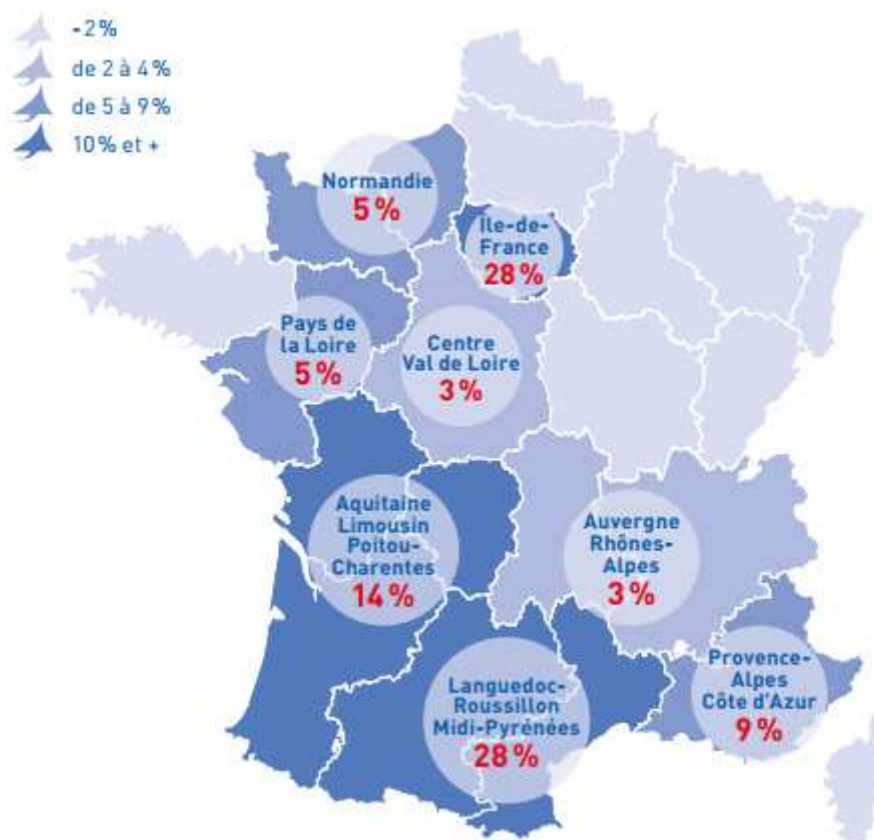 -2%
de 2 à 4%
de 5 à 9%
10% et +
Normandie
5%
Ile-de-
France
28%
Pays de
la Loire
5%
Centre
Val de Loire
3%
Aquitaine
Limousin
Poitou-
Charentes
14%
Auvergne
Rhônes-
Alpes
3%
Languedoc-
Roussillon
Midi-Pyrénées
28%
Provence-
Alpes
Côte d'Azur
9%